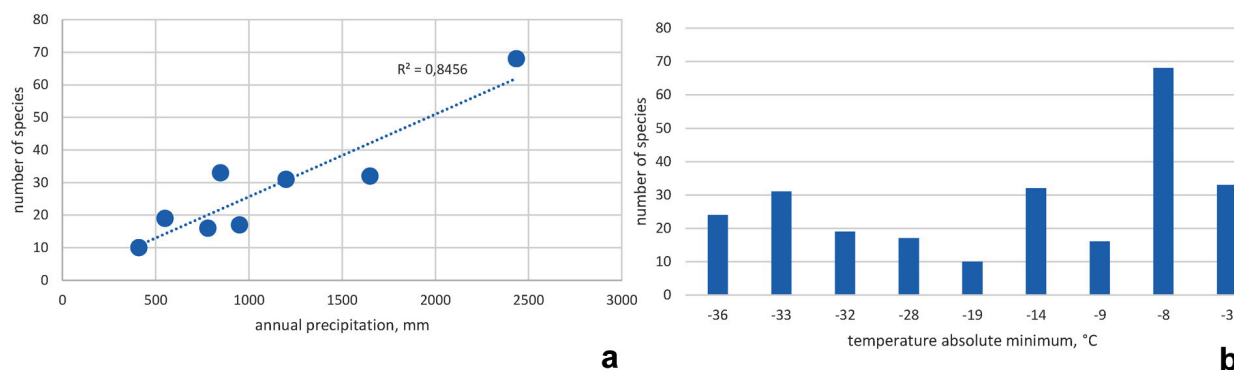 80
70
60
50
40
30
20
10
0
number of species
R² = 0,8456
0 500 1000 1500 2000 2500 3000
annual precipitation, mm
a
80
70
60
50
40
30
20
10
0
number of species
-36 -33 -32 -28 -19 -14 -9 -8 -3
temperature absolute minimum, °C
b